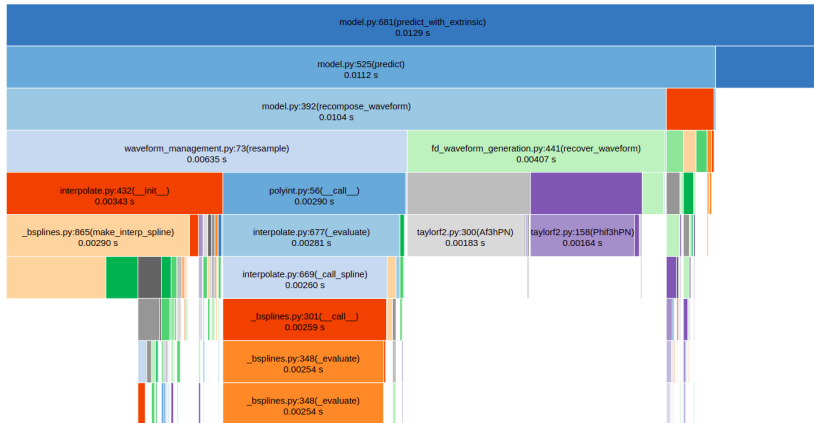 model.py:681(predict_with_extrinsic)
0.0129 s
model.py:525(predict)
0.0112 s
model.py:392(recompose_waveform)
0.0104 s
waveform_management.py:73(resample)
0.00635 s
fd_waveform_generation.py:441(recover_waveform)
0.00407 s
interpolate.py:432(__init__)
0.00343 s
polyint.py:56(__call__)
0.00290 s
_bsplines.py:865(make_interp_spline)
0.00290 s
interpolate.py:677(_evaluate)
0.00281 s
taylorf2.py:300(Af3hPN)
0.00183 s
taylorf2.py:158(Phif3hPN)
0.00164 s
interpolate.py:669(_call_spline)
0.00260 s
_bsplines.py:301(__call__)
0.00259 s
_bsplines.py:348(_evaluate)
0.00254 s
_bsplines.py:348(_evaluate)
0.00254 s